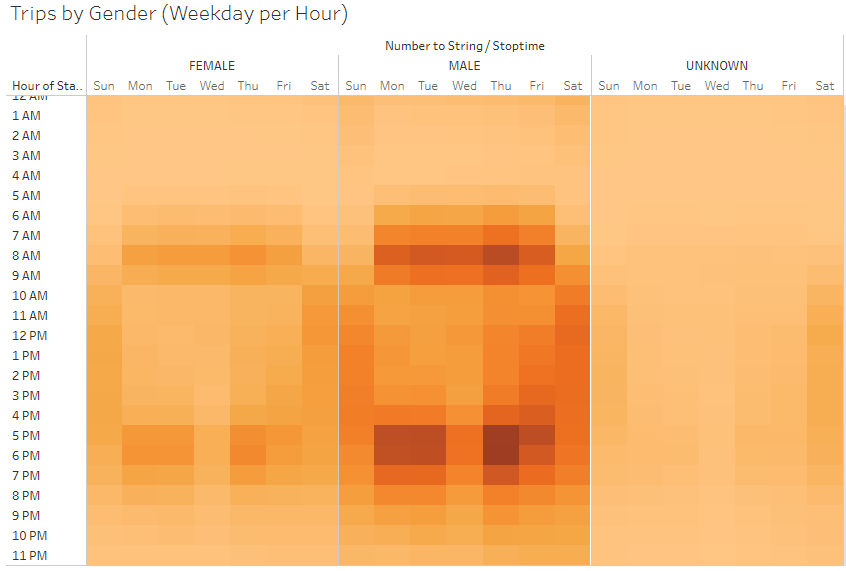 Trips by Gender (Weekday per Hour)
Number to String / Stoptime
FEMALE MALE UNKNOWN
Hour of Sta.. Sun Mon Tue Wed Thu Fri Sat Sun Mon Tue Wed Thu Fri Sat Sun Mon Tue Wed Thu Fri Sat
12 AM
1 AM
2 AM
3 AM
4 AM
5 AM
6 AM
7 AM
8 AM
9 AM
10 AM
11 AM
12 PM
1 PM
2 PM
3 PM
4 PM
5 PM
6 PM
7 PM
8 PM
9 PM
10 PM
11 PM